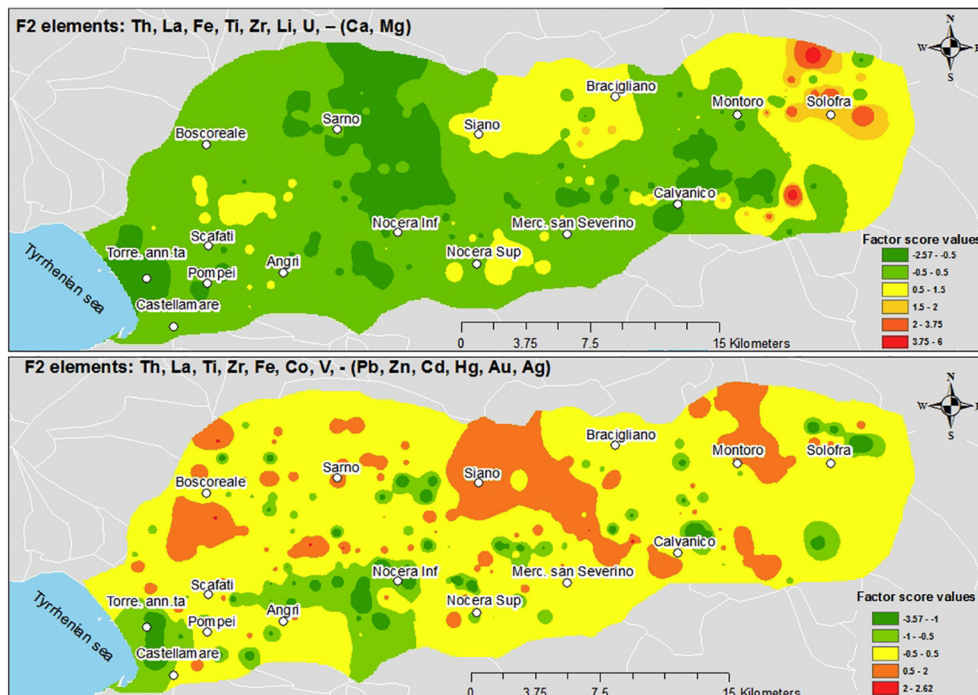 F2 elements: Th, La, Fe, Ti, Zr, Li, U, – (Ca, Mg)
N
W
E
S
Bracigliano
Montoro
Solofra
Sarno
Siano
Boscoreale
Calvanico
Nocera Inf
Merc. san Severino
Scafati
Torre. ann.ta
Angri
Nocera Sup
Pompei
Castellamare
Tyrrhenian sea
Factor score values
-2.57 - -0.5
-0.5 - 0.5
0.5 - 1.5
1.5 - 2
2 - 3.75
3.75 - 6
0 3.75 7.5 15 Kilometers
F2 elements: Th, La, Ti, Zr, Fe, Co, V, - (Pb, Zn, Cd, Hg, Au, Ag)
N
W
E
S
Bracigliano
Montoro
Solofra
Sarno
Siano
Boscoreale
Calvanico
Nocera Inf
Merc. san Severino
Scafati
Torre. ann.ta
Angri
Nocera Sup
Pompei
Castellamare
Tyrrhenian sea
Factor score values
-3.57 - -1
-1 - -0.5
-0.5 - 0.5
0.5 - 2
2 - 2.62
0 3.75 7.5 15 Kilometers